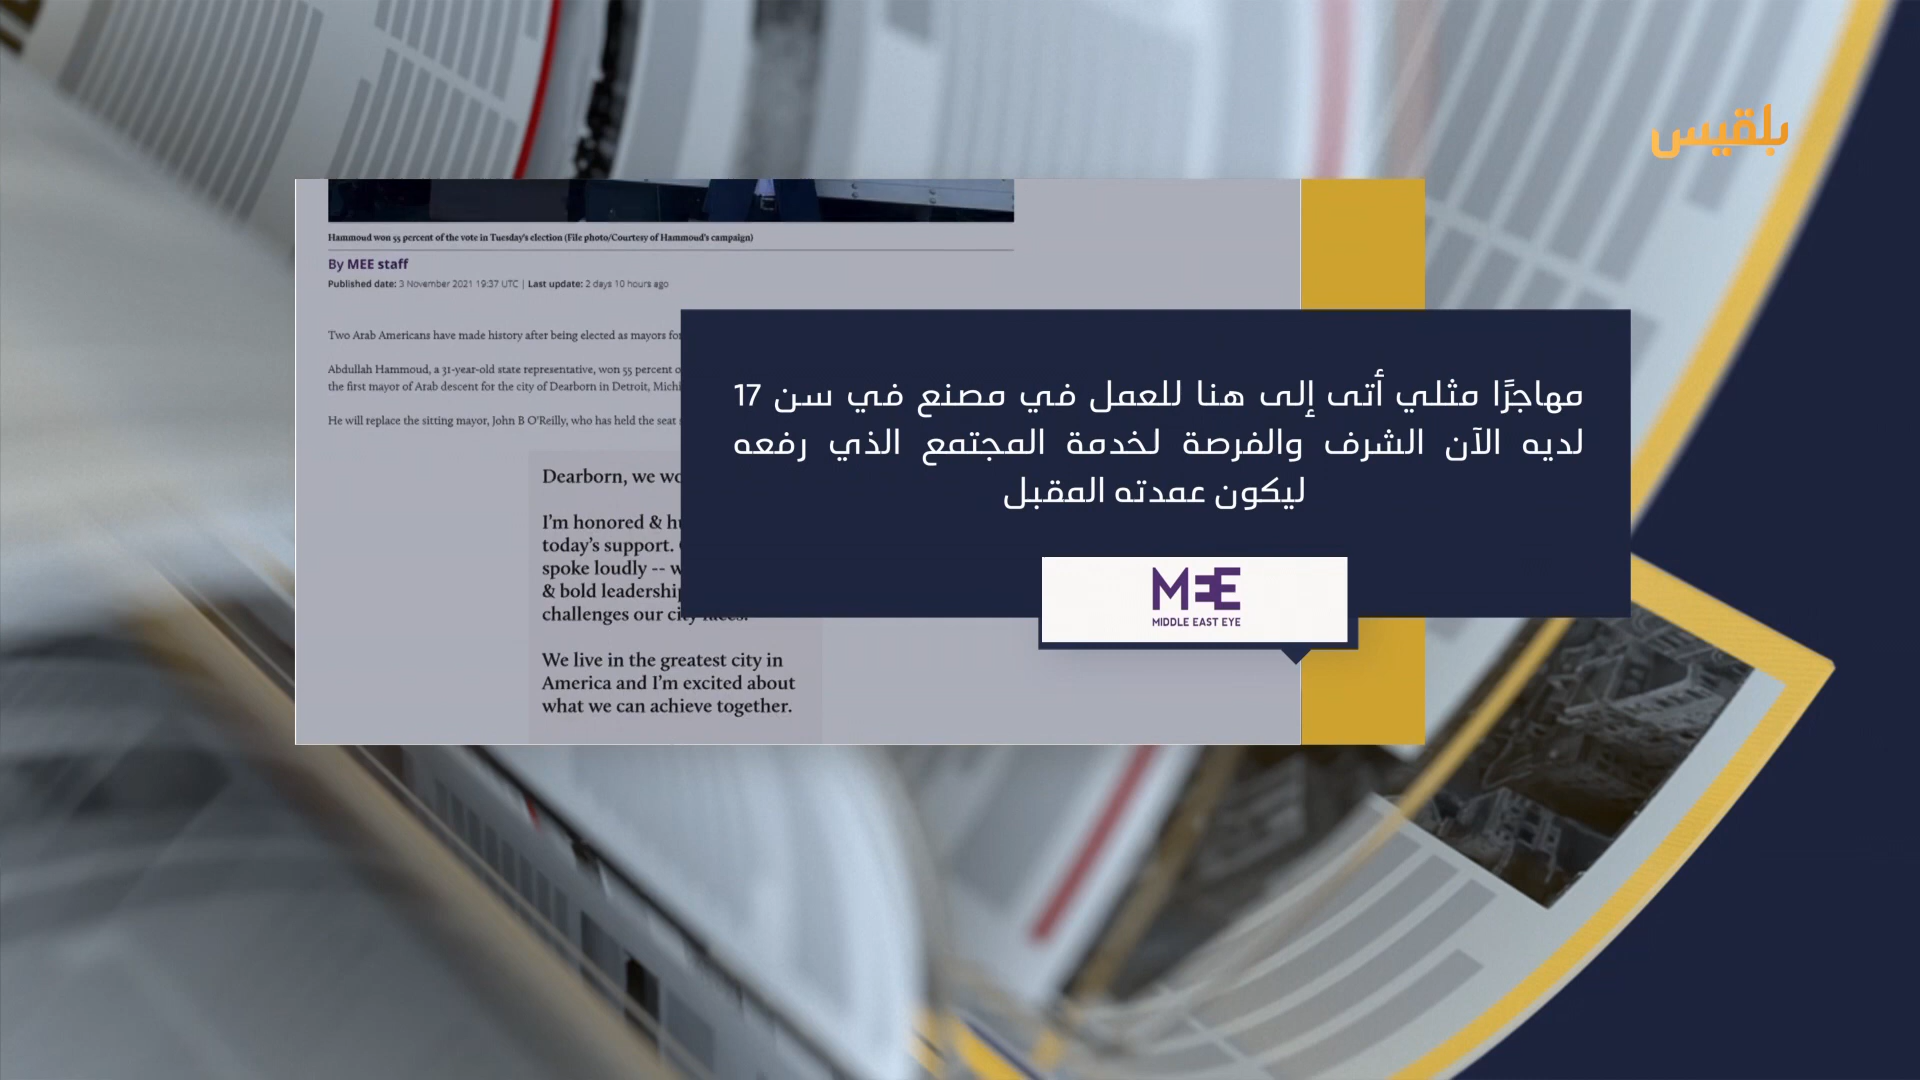 بلقيس
Hammoud won 55 percent of the vote in Tuesday's election (File photo/Courtesy of Hammoud's campaign)
By MEE staff
Published date: 3 November 2021 19:37 UTC | Last update: 2 days 10 hours ago
Two Arab Americans have made history after being elected as mayors
Abdullah Hammoud, a 31-year-old state representative, won 55 percent
the first mayor of Arab descent for the city of Dearborn in Detroit,
He will replace the sitting mayor, John B O'Reilly, who has held the seat
Dearborn, we
I'm honored &
today's support.
spoke loudly --
& bold
challenges our city faces.
We live in the greatest city in
America and I'm excited about
what we can achieve together.
مهاجرًا مثلي أتى إلى هنا للعمل في مصنع في سن 17
لديه الآن الشرف والفرصة لخدمة المجتمع الذي رفعه
ليكون عمدته المقبل
MEE
MIDDLE EAST EYE